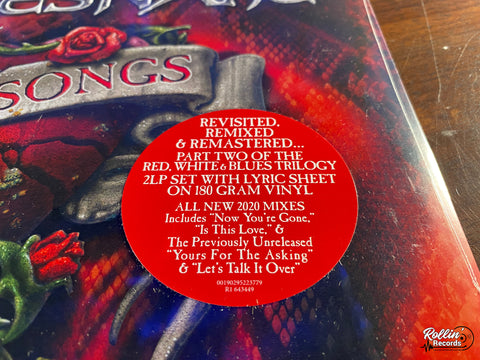 SONGS
REVISITED,
REMIXED
& REMASTERED...
PART TWO OF THE
RED, WHITE & BLUES TRILOGY
2LP SET WITH LYRIC SHEET
ON 180 GRAM VINYL
ALL NEW 2020 MIXES
Includes "Now You're Gone,"
"Is This Love," &
The Previously Unreleased
"Yours For The Asking"
& "Let's Talk It Over"
00190295223779
R1 643449
Rollin'
Records